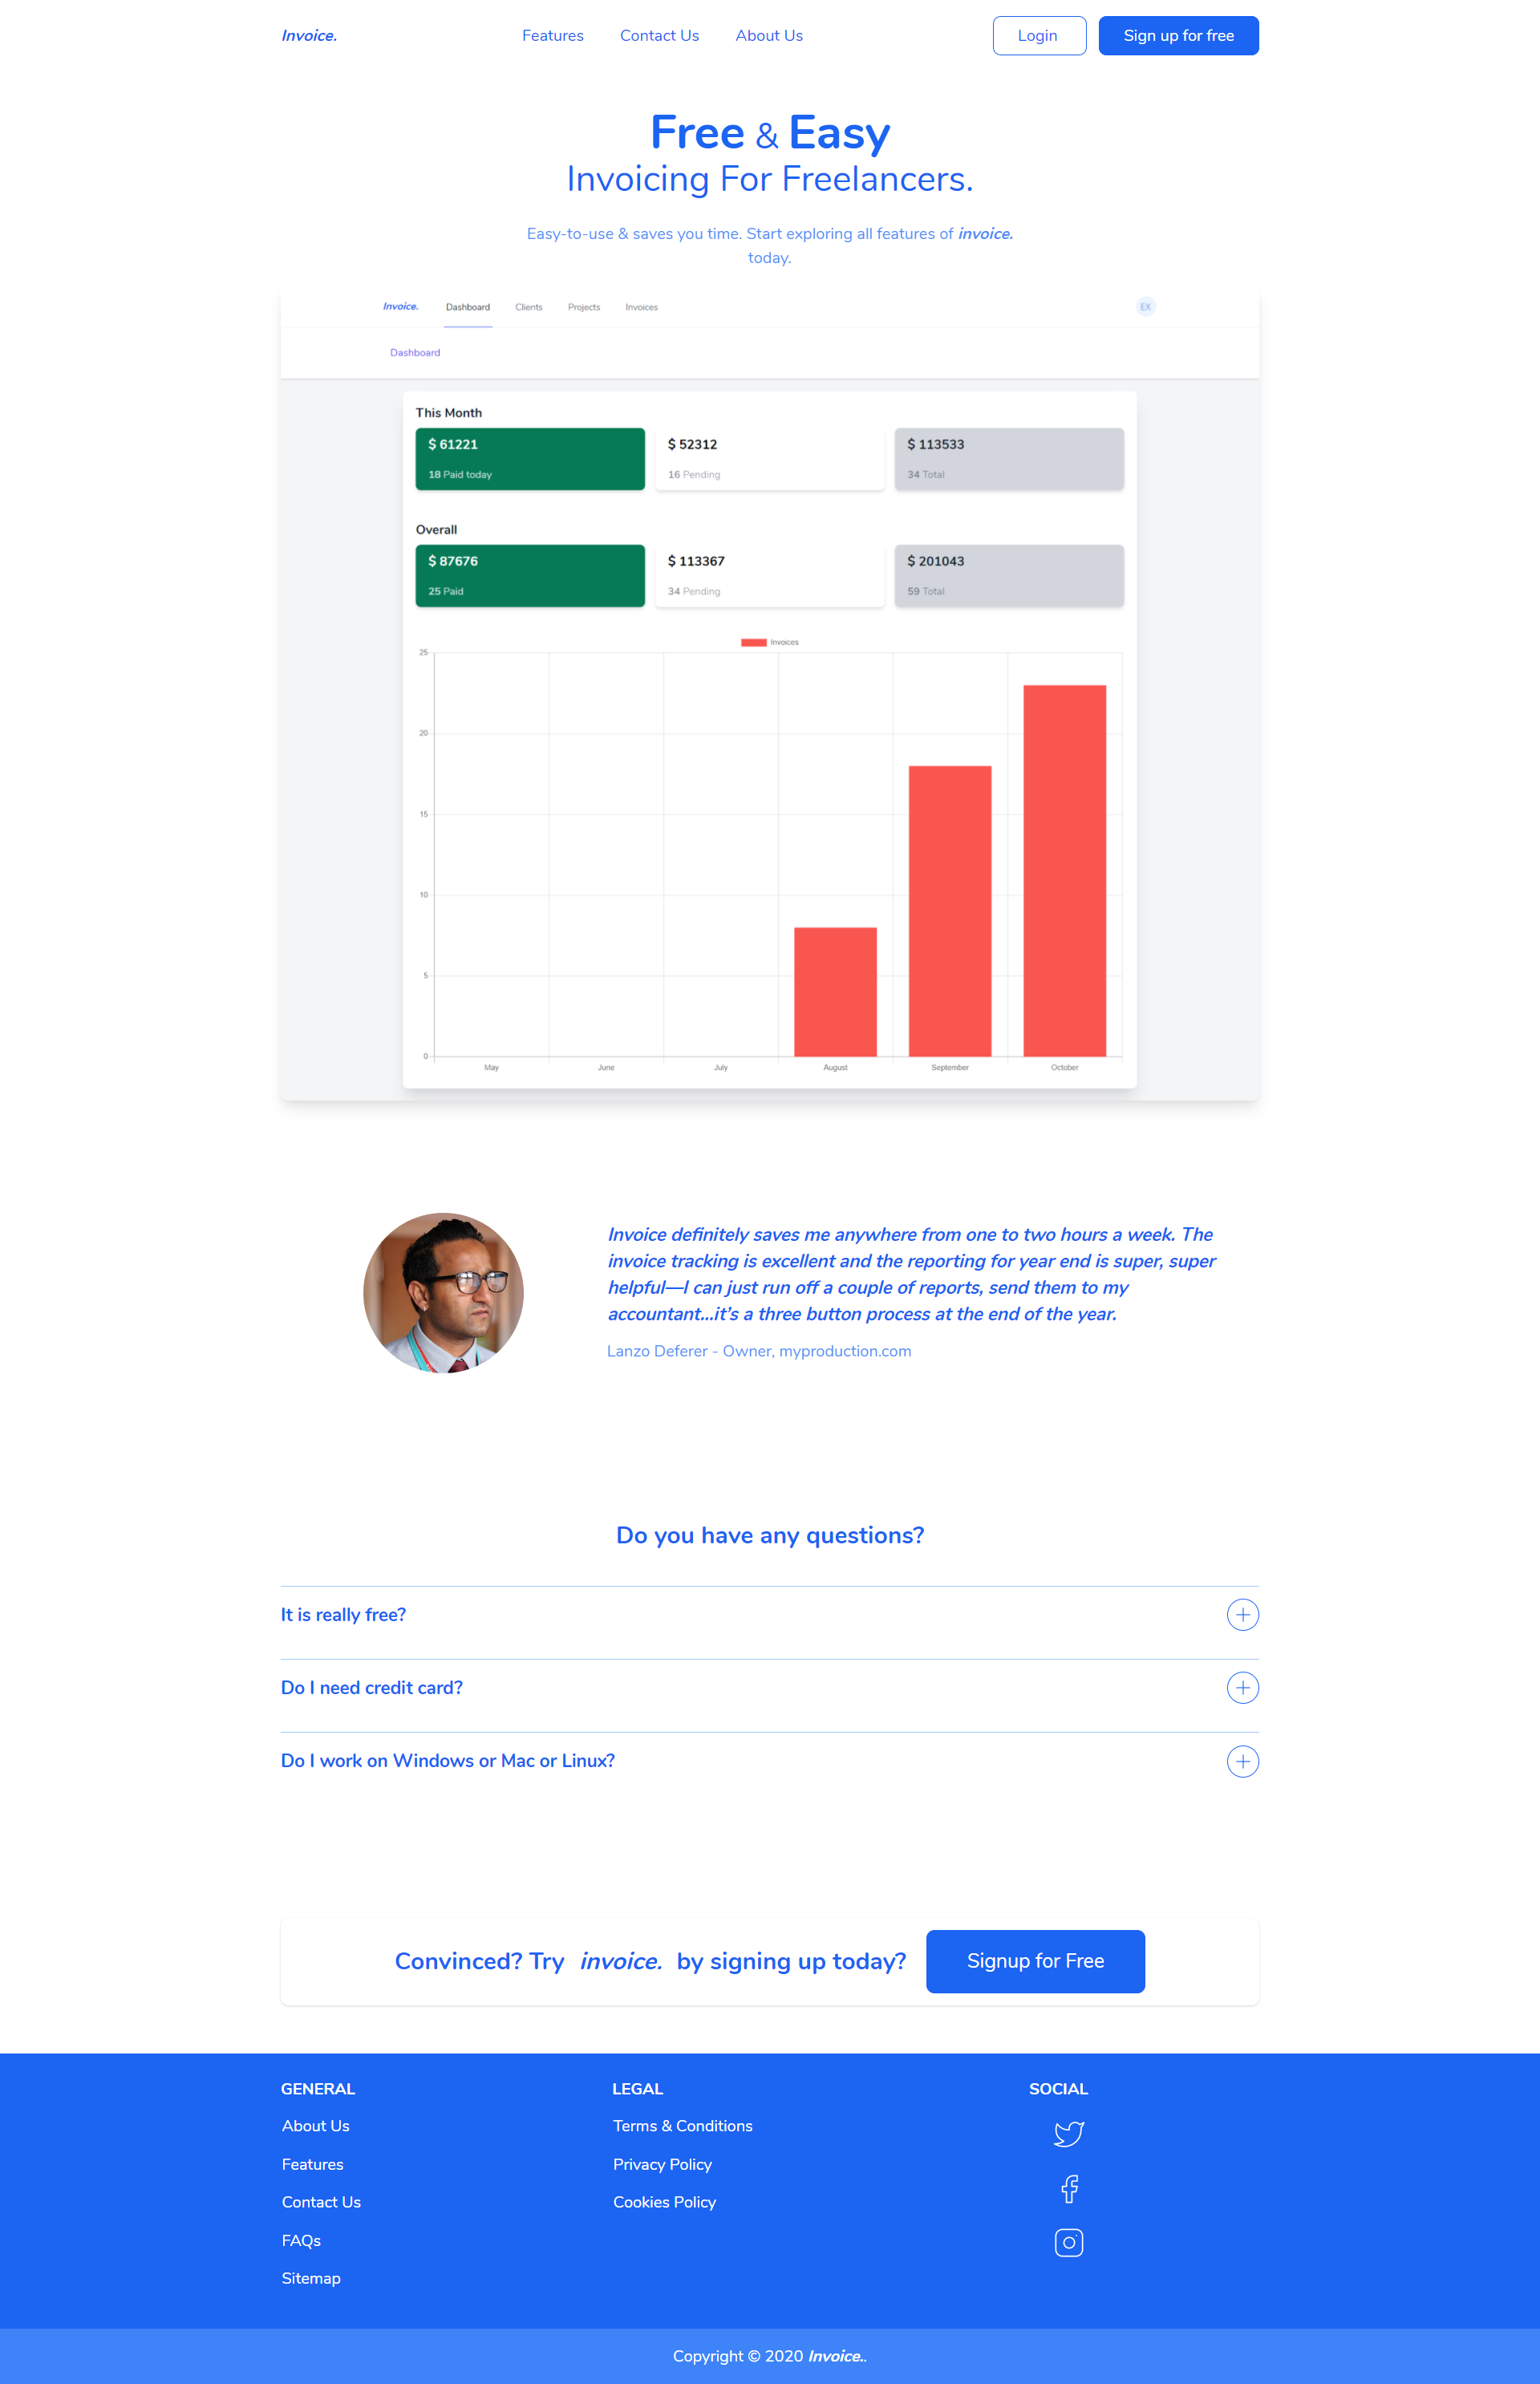 Invoice.
Features
Contact Us
About Us
Login
Sign up for free
Free & Easy
Invoicing For Freelancers.
Easy-to-use & saves you time. Start exploring all features of invoice.
today.
Invoice.
Dashboard
Clients
Projects
Invoices
EX
Dashboard
This Month
$ 61221
18 Paid today
$ 52312
16 Pending
$ 113533
34 Total
Overall
$ 87676
25 Paid
$ 113367
34 Pending
$ 201043
59 Total
Invoices
25
20
15
10
5
0
May
June
July
August
September
October
Invoice definitely saves me anywhere from one to two hours a week. The
invoice tracking is excellent and the reporting for year end is super, super
helpful—I can just run off a couple of reports, send them to my
accountant...it’s a three button process at the end of the year.
Lanzo Deferer - Owner, myproduction.com
Do you have any questions?
It is really free?
Do I need credit card?
Do I work on Windows or Mac or Linux?
Convinced? Try invoice. by signing up today?
Signup for Free
GENERAL
About Us
Features
Contact Us
FAQs
Sitemap
LEGAL
Terms & Conditions
Privacy Policy
Cookies Policy
SOCIAL
Copyright © 2020 Invoice..